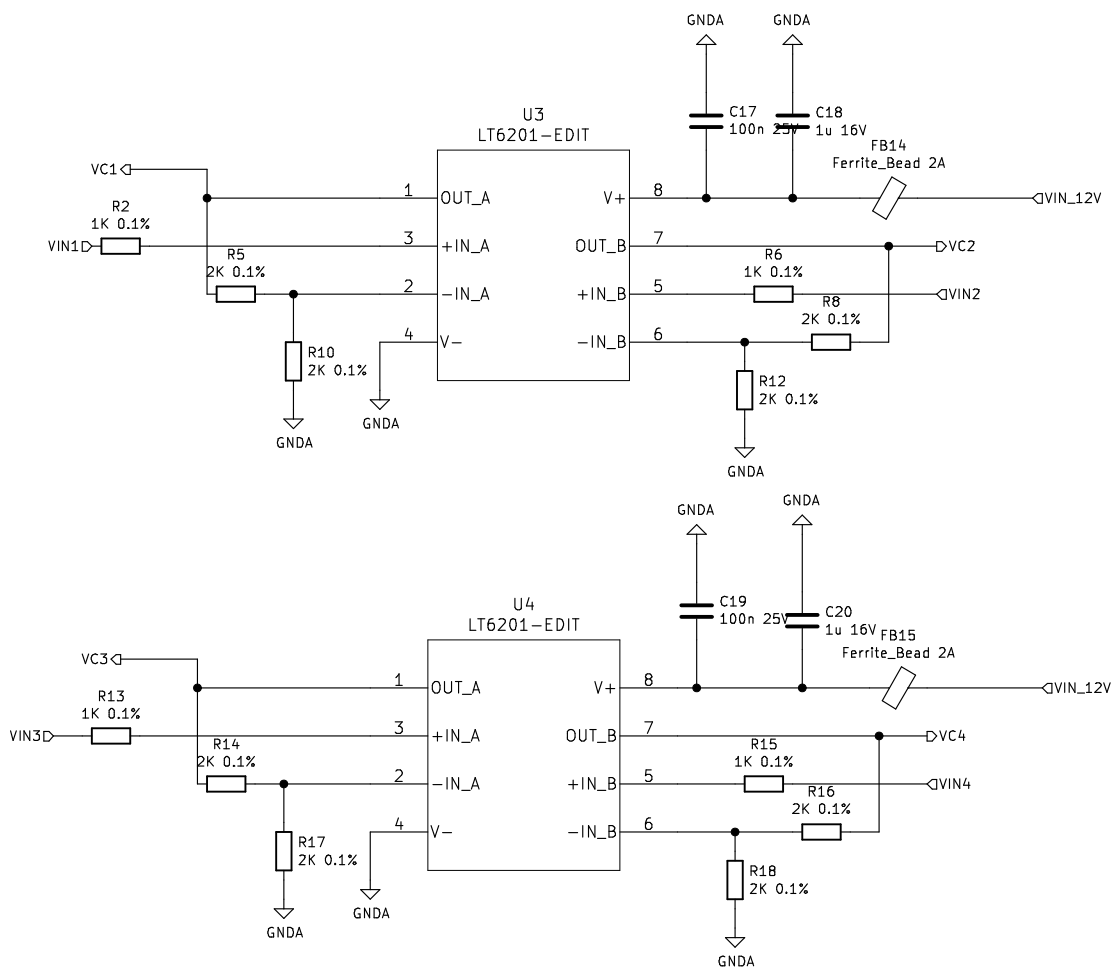 GNDA
GNDA
U3
LT6201-EDIT
C17
100n 25V
C18
1u 16V
FB14
Ferrite_Bead 2A
VC1
1
OUT_A
V+
8
VIN_12V
R2
1K 0.1%
VIN1
3
+IN_A
OUT_B
7
VC2
R5
2K 0.1%
2
-IN_A
+IN_B
5
R6
1K 0.1%
VIN2
R8
2K 0.1%
4
V-
-IN_B
6
R10
2K 0.1%
R12
2K 0.1%
GNDA
GNDA
GNDA
GNDA
GNDA
U4
LT6201-EDIT
C19
100n 25V
C20
1u 16V
FB15
Ferrite_Bead 2A
VC3
1
OUT_A
V+
8
VIN_12V
R13
1K 0.1%
VIN3
3
+IN_A
OUT_B
7
VC4
R14
2K 0.1%
2
-IN_A
+IN_B
5
R15
1K 0.1%
VIN4
R16
2K 0.1%
4
V-
-IN_B
6
R17
2K 0.1%
R18
2K 0.1%
GNDA
GNDA
GNDA